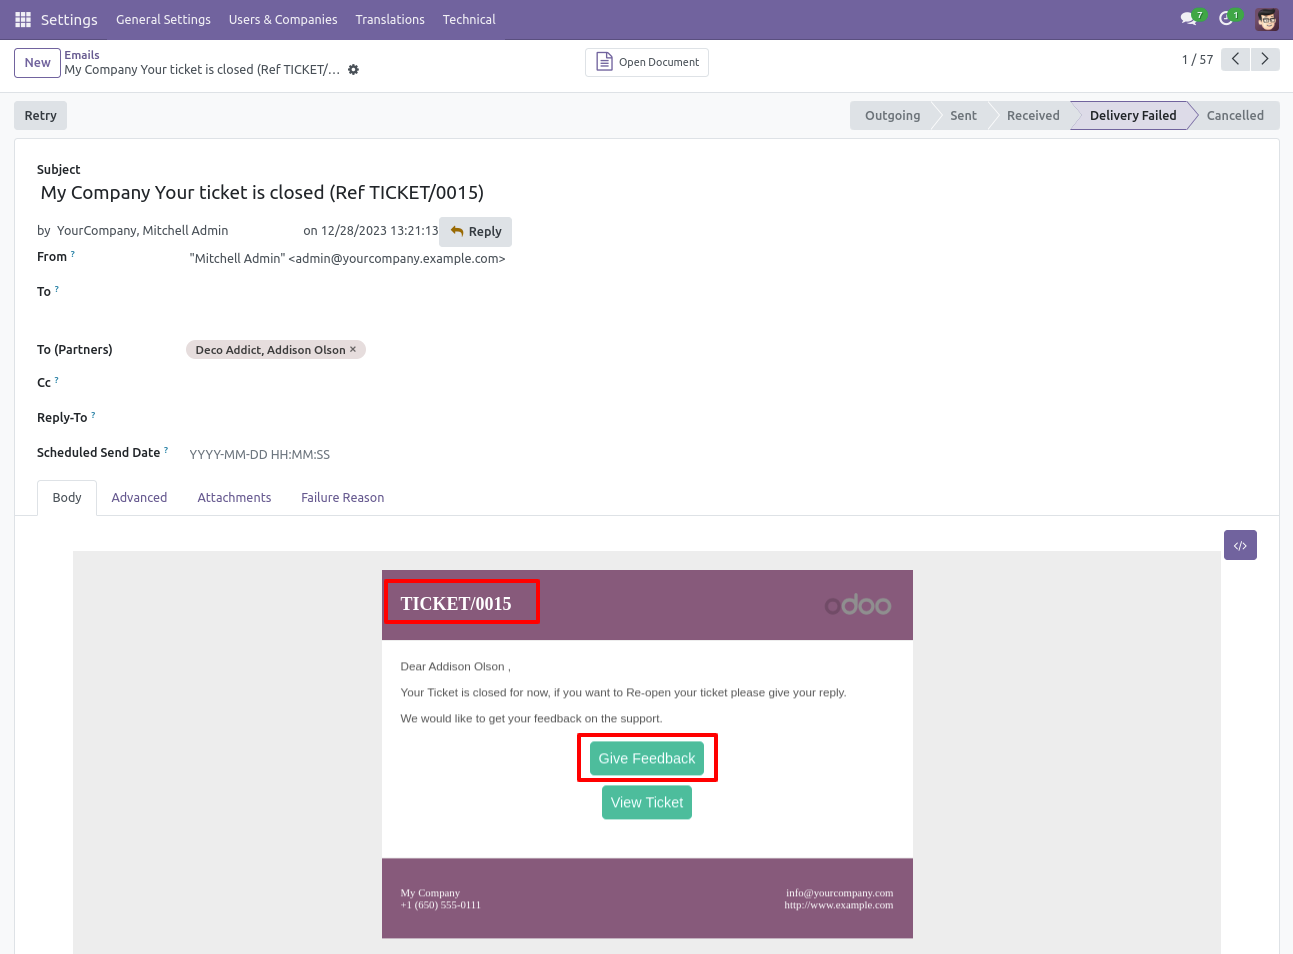 Settings General Settings Users & Companies Translations Technical 7 1
New Emails
My Company Your ticket is closed (Ref TICKET/...
Open Document
1 / 57
Retry
Outgoing Sent Received Delivery Failed Cancelled
Subject
My Company Your ticket is closed (Ref TICKET/0015)
by YourCompany, Mitchell Admin on 12/28/2023 13:21:13 Reply
From ? "Mitchell Admin" <admin@yourcompany.example.com>
To ?
To (Partners) Deco Addict, Addison Olson ×
Cc ?
Reply-To ?
Scheduled Send Date ? YYYY-MM-DD HH:MM:SS
Body Advanced Attachments Failure Reason
</>
TICKET/0015 odoo
Dear Addison Olson ,
Your Ticket is closed for now, if you want to Re-open your ticket please give your reply.
We would like to get your feedback on the support.
Give Feedback
View Ticket
My Company info@yourcompany.com
+1 (650) 555-0111 http://www.example.com